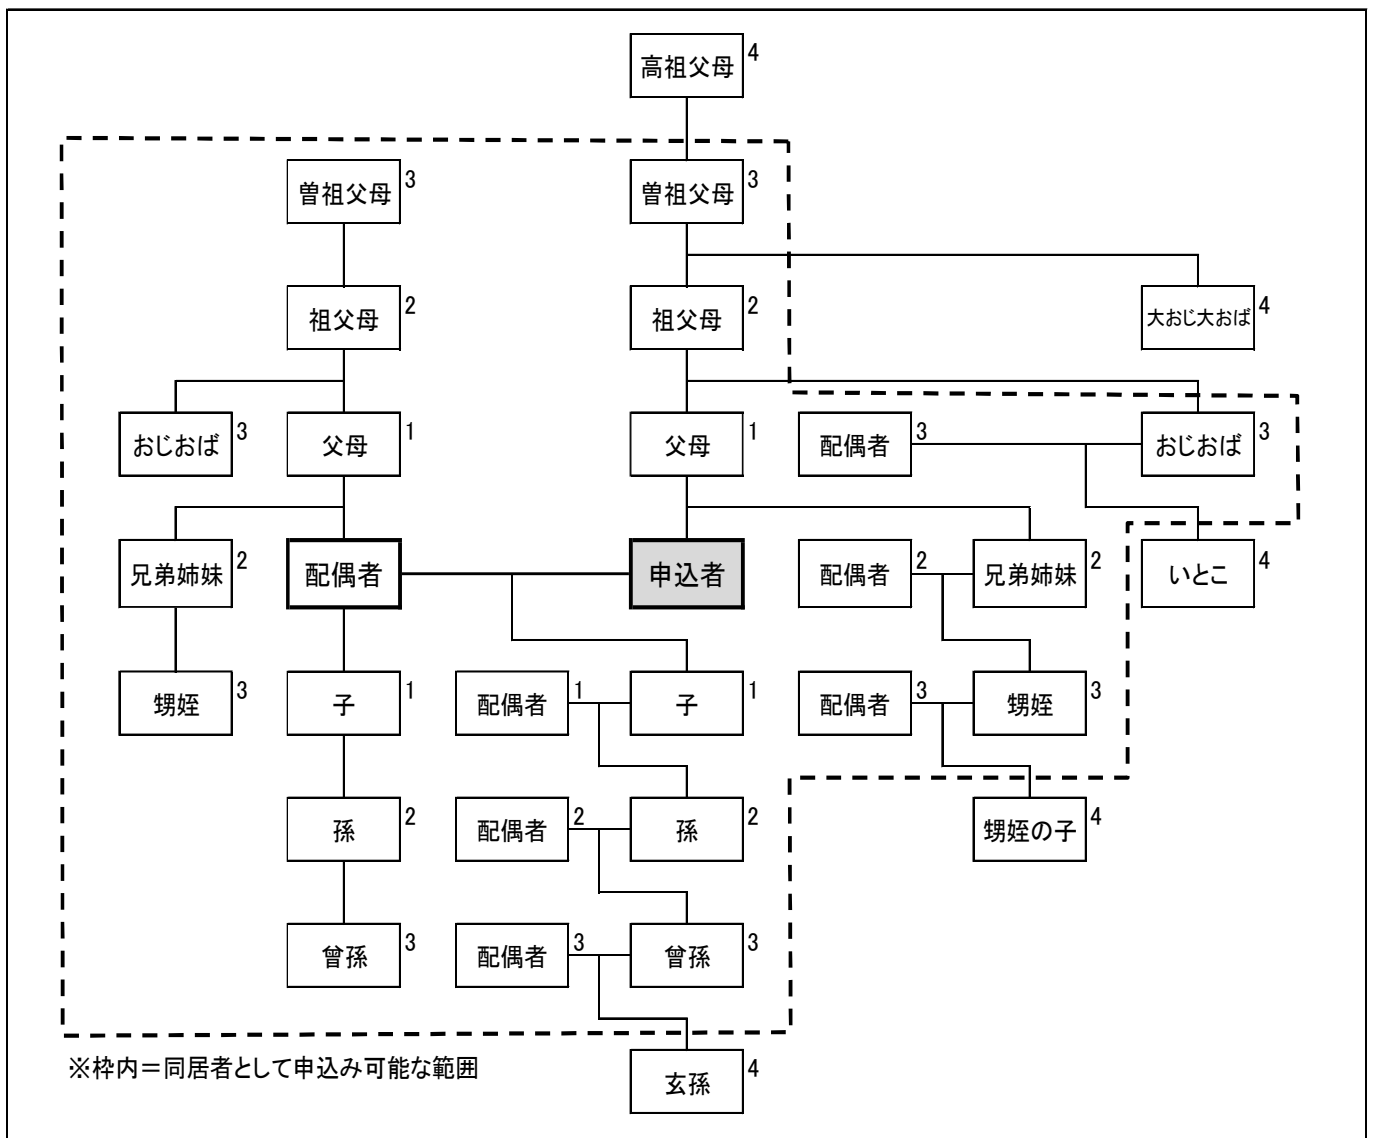 高祖父母 4
曽祖父母 3
曽祖父母 3
祖父母 2
祖父母 2
大おじ大おば 4
おじおば 3
父母 1
父母 1
配偶者 3
おじおば 3
兄弟姉妹 2
配偶者
申込者
配偶者 2
兄弟姉妹 2
いとこ 4
甥姪 3
子 1
配偶者 1
子 1
配偶者 3
甥姪 3
孫 2
配偶者 2
孫 2
甥姪の子 4
曾孫 3
配偶者 3
曾孫 3
※枠内＝同居者として申込み可能な範囲
玄孫 4